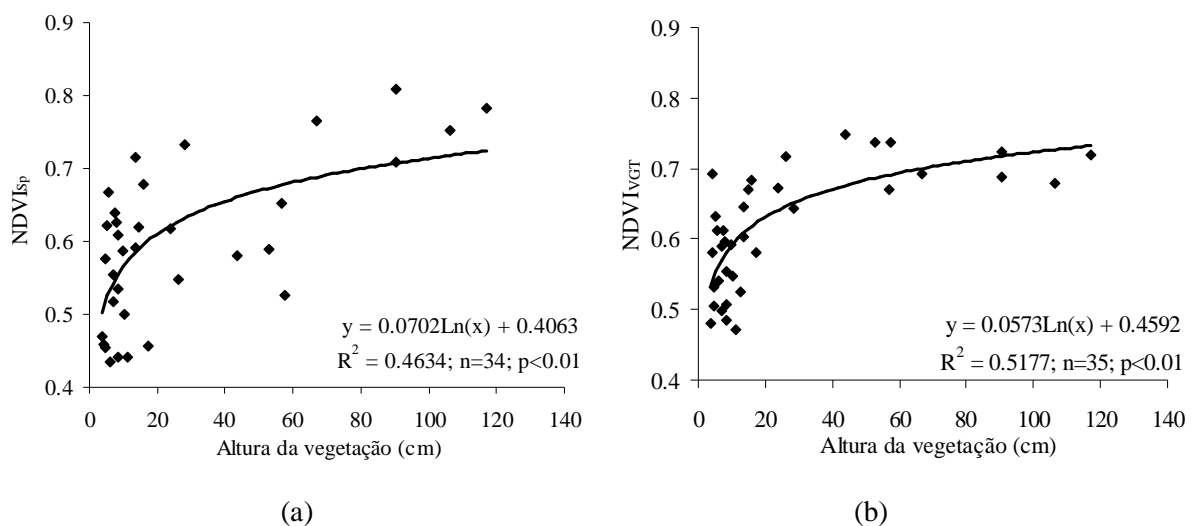 0.9
0.8
0.7
0.6
0.5
0.4
NDVISp
y = 0.0702Ln(x) + 0.4063
R² = 0.4634; n=34; p<0.01
0 20 40 60 80 100 120 140
Altura da vegetação (cm)
(a)
0.9
0.8
0.7
0.6
0.5
0.4
NDVIVGT
y = 0.0573Ln(x) + 0.4592
R² = 0.5177; n=35; p<0.01
0 20 40 60 80 100 120 140
Altura da vegetação (cm)
(b)